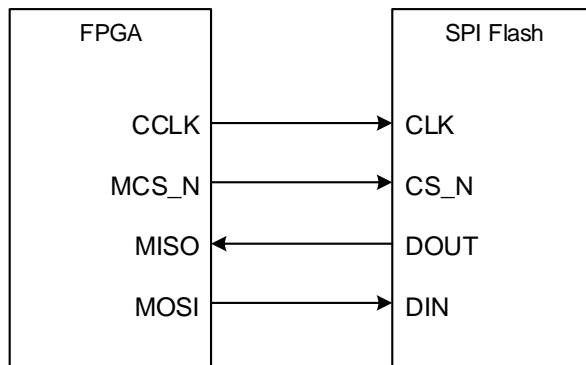 FPGA SPI Flash
CCLK CLK
MCS_N CS_N
MISO DOUT
MOSI DIN